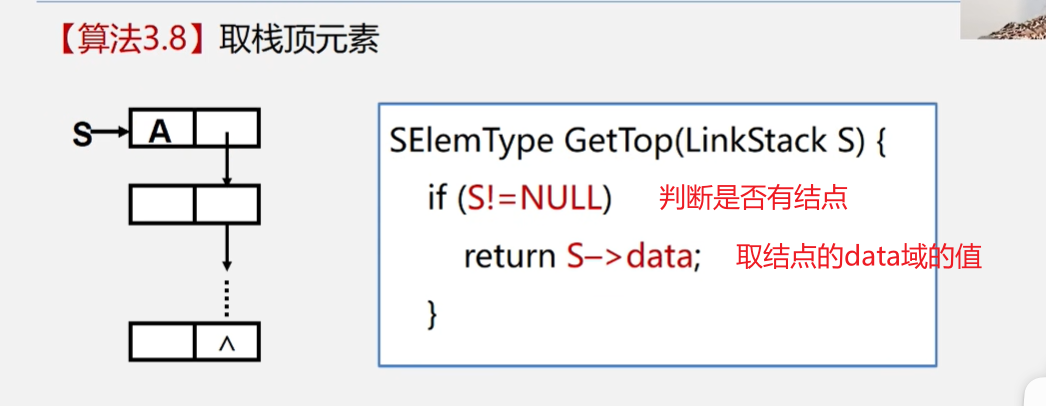 【算法3.8】取栈顶元素
S
A
^
SElemType GetTop(LinkStack S) {
if (S!=NULL) 判断是否有结点
return S–>data; 取结点的data域的值
}